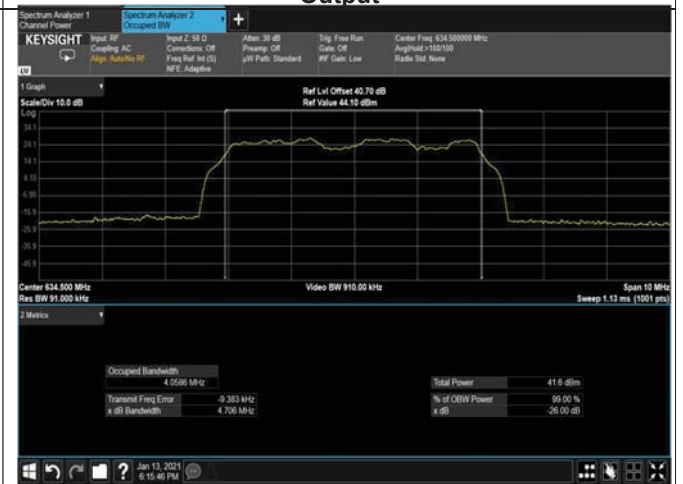 Output
Spectrum Analyzer 1
Channel Power
Spectrum Analyzer 2
Occupied BW
+
KEYSIGHT
Input: RF
Coupling: AC
Align: Auto/No RF
Input Z: 50 Ω
Corrections: Off
Freq Ref: Int (S)
NFE: Adaptive
Atten: 30 dB
Preamp: Off
µW Path: Standard
Trig: Free Run
Gate: Off
#IF Gain: Low
Center Freq: 634.500000 MHz
Avg|Hold:>100/100
Radio Std: None
LV
1 Graph
Scale/Div 10.0 dB
Ref Lvl Offset 40.70 dB
Ref Value 44.10 dBm
Log
34.1
24.1
14.1
4.10
-5.90
-15.9
-25.9
-35.9
-45.9
Center 634.500 MHz
Res BW 91.000 kHz
Video BW 910.00 kHz
Span 10 MHz
Sweep 1.13 ms (1001 pts)
2 Metrics
Occupied Bandwidth
4.0586 MHz
Transmit Freq Error -9.383 kHz
x dB Bandwidth 4.706 MHz
Total Power 41.6 dBm
% of OBW Power 99.00 %
x dB -26.00 dB
?
Jan 13, 2021
6:15:46 PM